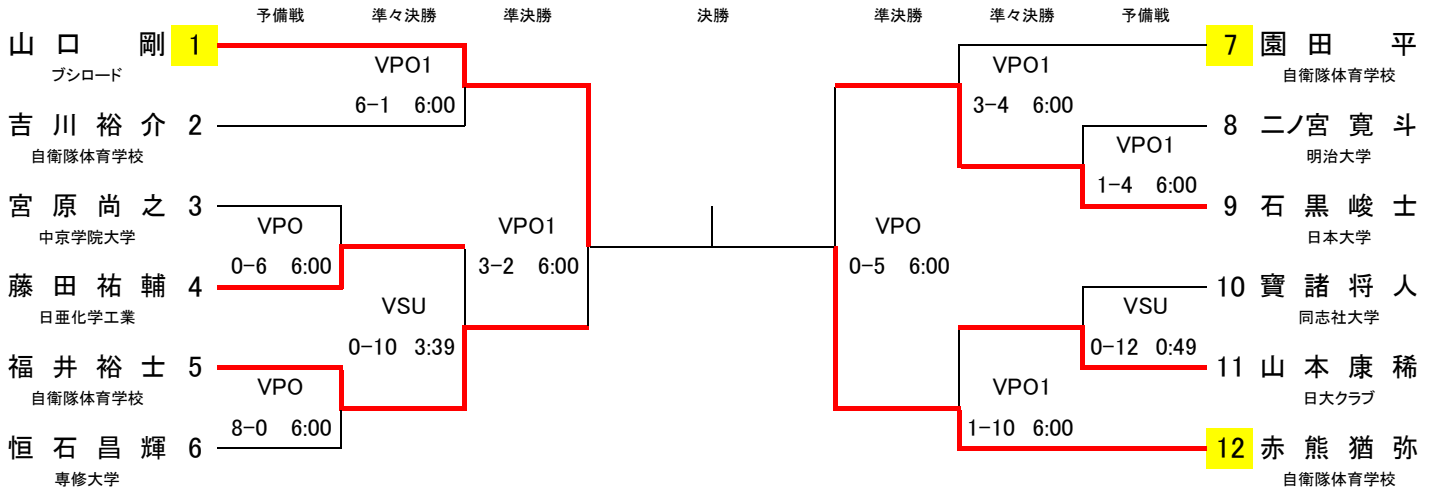 予備戦 準々決勝 準決勝 決勝 準決勝 準々決勝 予備戦
山口 剛 1
ブシロード
VPO1
6-1 6:00
吉川裕介 2
自衛隊体育学校
宮原尚之 3
中京学院大学
VPO
0-6 6:00
藤田祐輔 4
日亜化学工業
VPO1
3-2 6:00
VSU
0-10 3:39
福井裕士 5
自衛隊体育学校
VPO
8-0 6:00
恒石昌輝 6
専修大学
7 園田 平
自衛隊体育学校
VPO1
3-4 6:00
8 二ノ宮寛斗
明治大学
VPO1
1-4 6:00
9 石黒峻士
日本大学
VPO
0-5 6:00
10 寶諸将人
同志社大学
VSU
0-12 0:49
11 山本康稀
日大クラブ
VPO1
1-10 6:00
12 赤熊猶弥
自衛隊体育学校